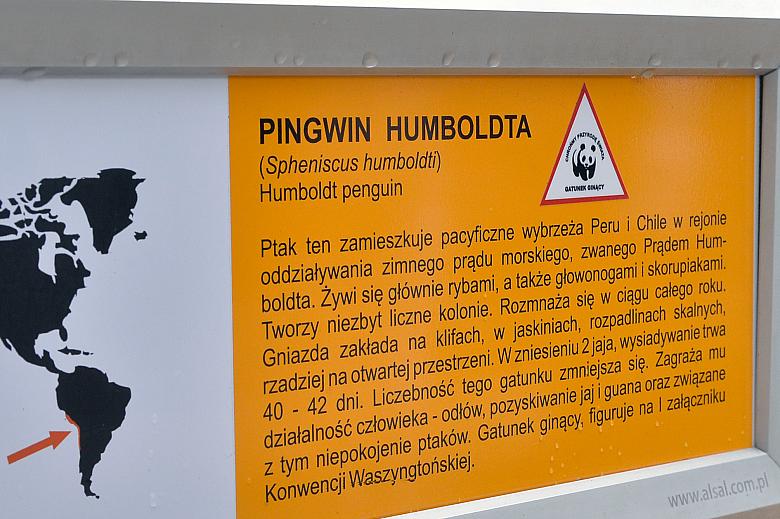 PINGWIN HUMBOLDTA
(Spheniscus humboldti)
Humboldt penguin
CHROŃMY PRZYRODĘ ŚWIATA
GATUNEK GINĄCY
Ptak ten zamieszkuje pacyficzne wybrzeża Peru i Chile w rejonie
oddziaływania zimnego prądu morskiego, zwanego Prądem Hum-
boldta. Żywi się głównie rybami, a także głowonogami i skorupiakami.
Tworzy niezbyt liczne kolonie. Rozmnaża się w ciągu całego roku.
Gniazda zakłada na klifach, w jaskiniach, rozpadlinach skalnych,
rzadziej na otwartej przestrzeni. W zniesieniu 2 jaja, wysiadywanie trwa
40 - 42 dni. Liczebność tego gatunku zmniejsza się. Zagraża mu
działalność człowieka - odłów, pozyskiwanie jaj i guana oraz związane
z tym niepokojenie ptaków. Gatunek ginący, figuruje na I załączniku
Konwencji Waszyngtońskiej.
www.alsal.com.pl